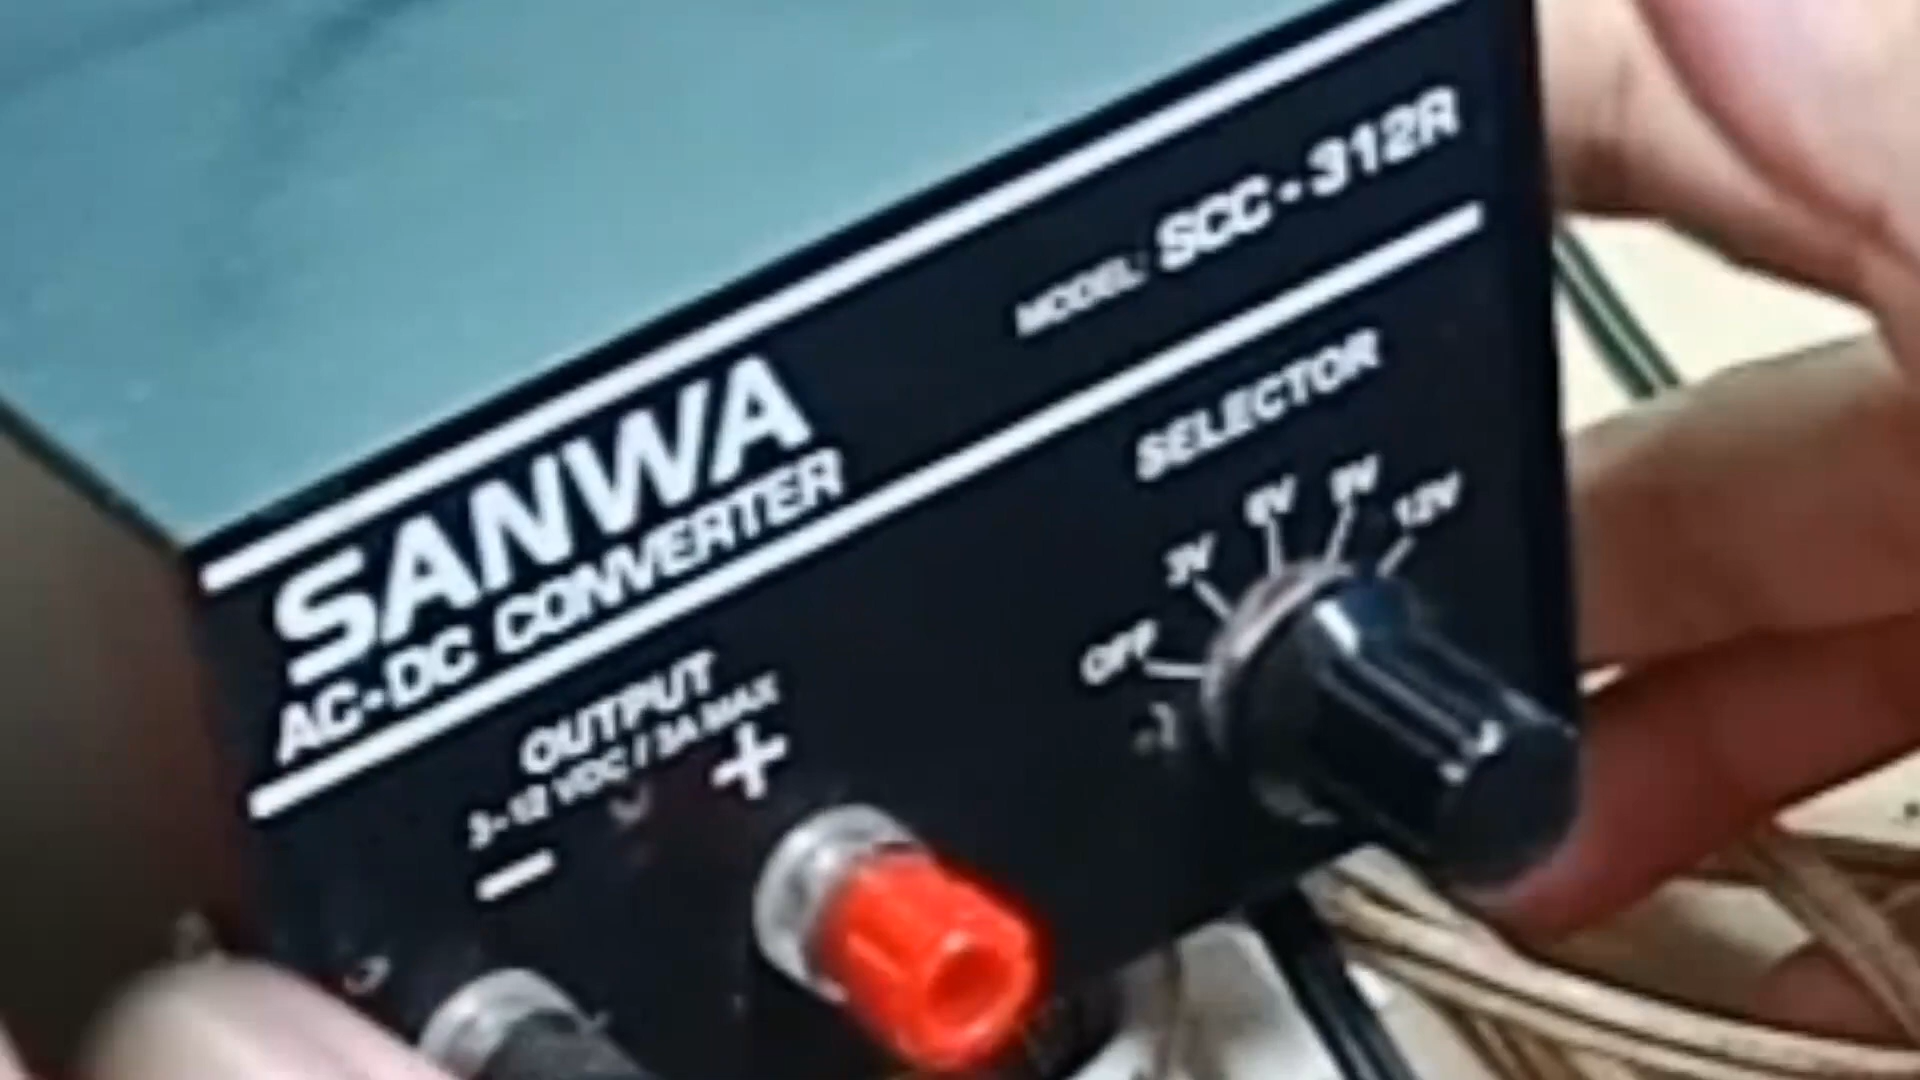 MODEL: SCC-312R
SANWA
AC-DC CONVERTER
SELECTOR
OFF 3V 6V 9V 12V
OUTPUT
3-12 VDC / 3A MAX
- +